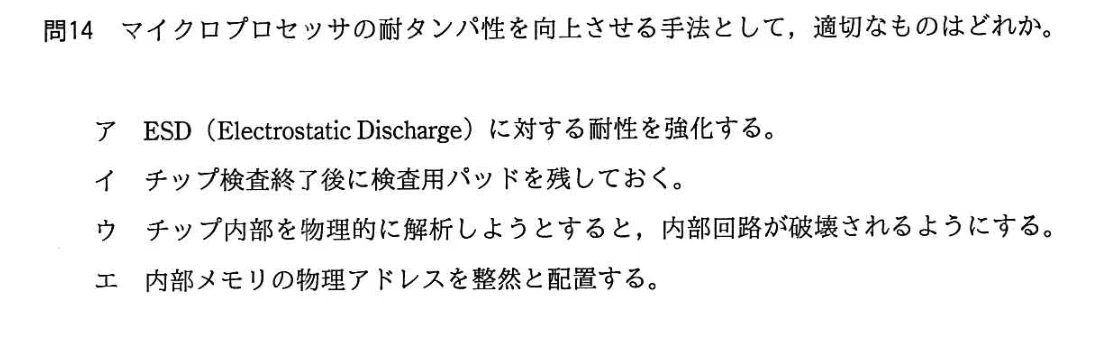 問14 マイクロプロセッサの耐タンパ性を向上させる手法として，適切なものはどれか。
ア ESD（Electrostatic Discharge）に対する耐性を強化する。
イ チップ検査終了後に検査用パッドを残しておく。
ウ チップ内部を物理的に解析しようとすると，内部回路が破壊されるようにする。
エ 内部メモリの物理アドレスを整然と配置する。